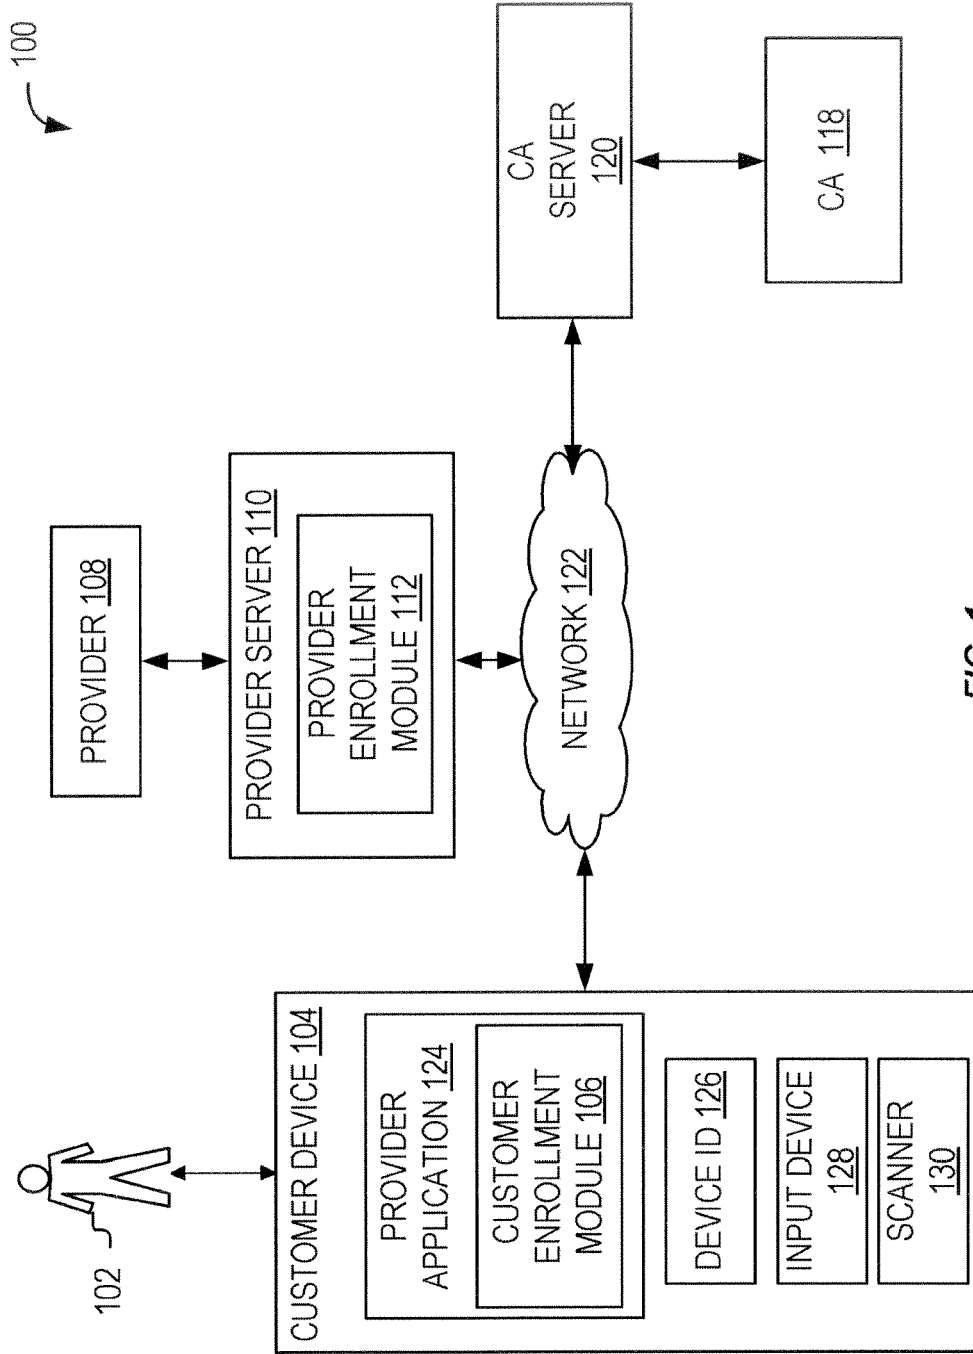 100
102
CUSTOMER DEVICE 104
PROVIDER
APPLICATION 124
CUSTOMER
ENROLLMENT
MODULE 106
DEVICE ID 126
INPUT DEVICE
128
SCANNER
130
PROVIDER 108
PROVIDER SERVER 110
PROVIDER
ENROLLMENT
MODULE 112
NETWORK 122
CA
SERVER
120
CA 118
FIG. 1